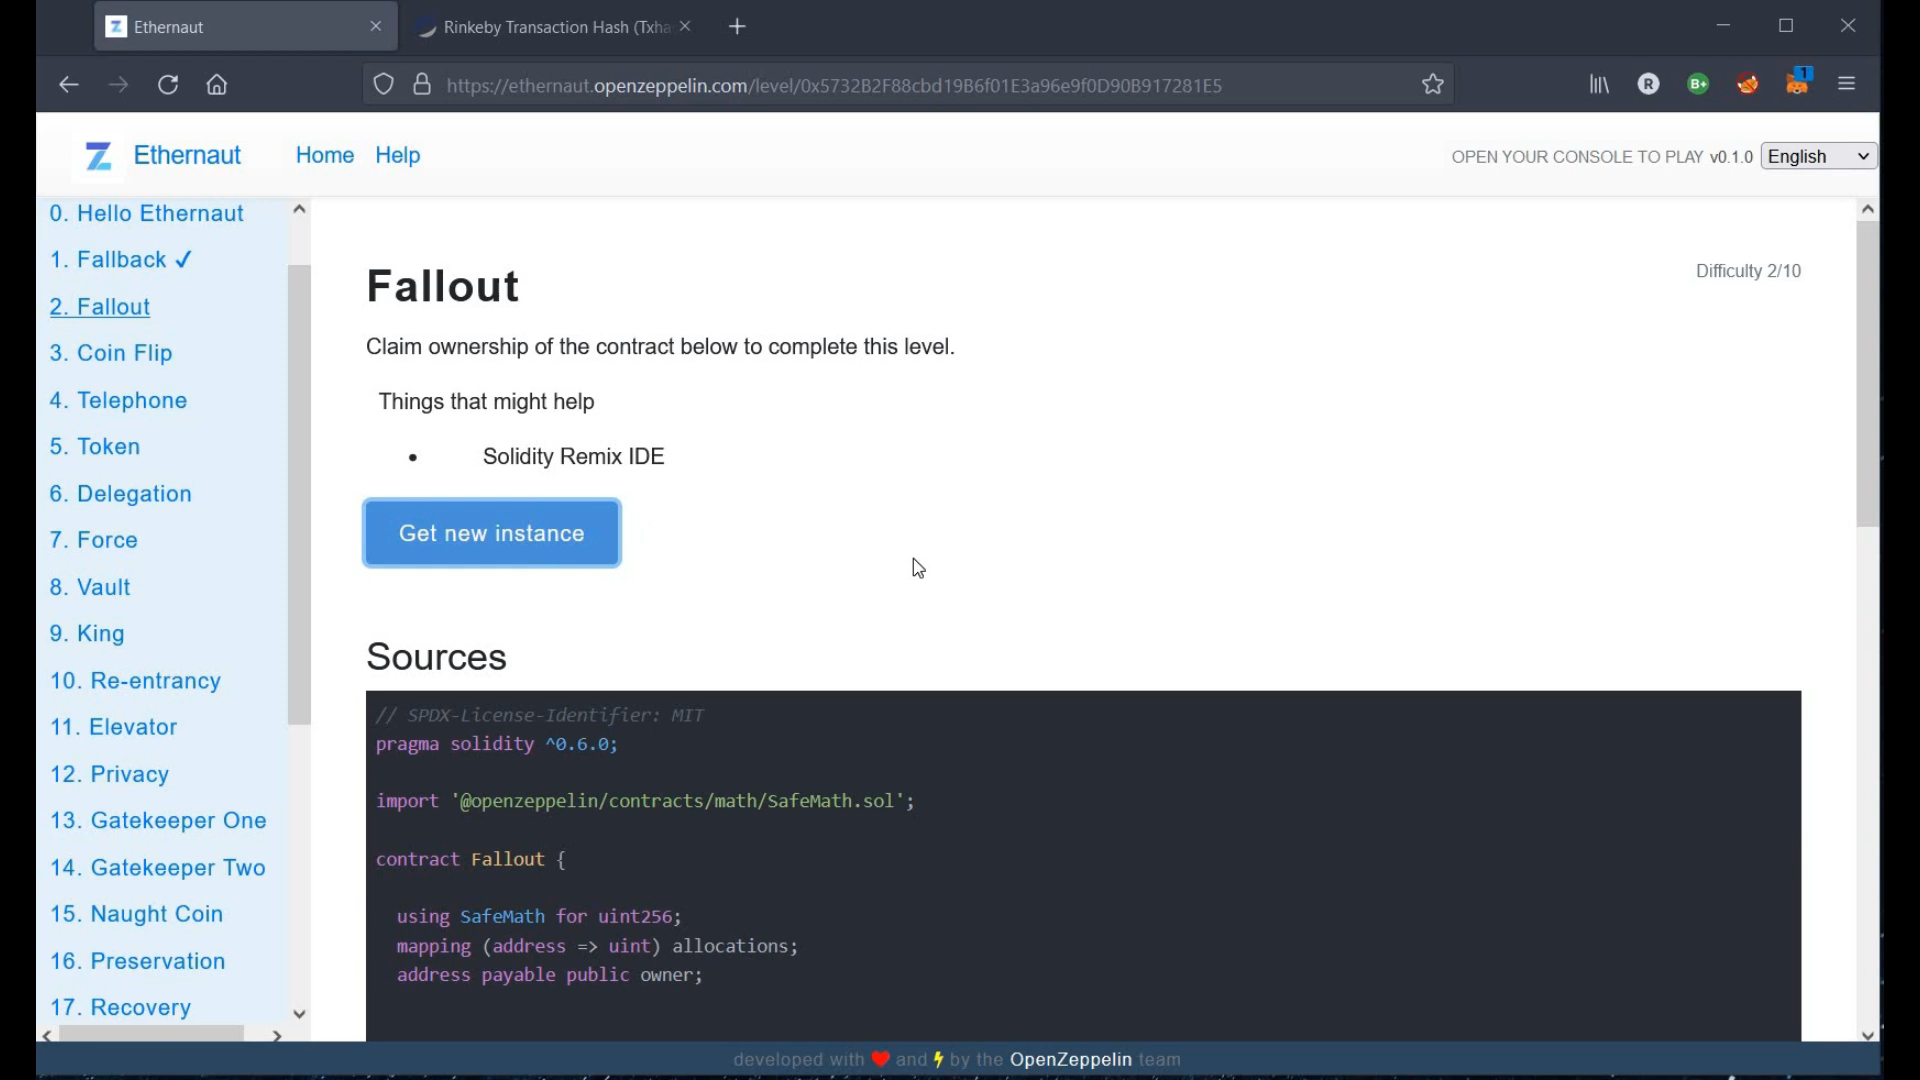 Ethernaut
Rinkeby Transaction Hash (Txha
https://ethernaut.openzeppelin.com/level/0x5732B2F88cbd19B6f01E3a96e9f0D90B917281E5
R
B+
1
Ethernaut
Home
Help
OPEN YOUR CONSOLE TO PLAY v0.1.0
English
0. Hello Ethernaut
1. Fallback ✓
2. Fallout
3. Coin Flip
4. Telephone
5. Token
6. Delegation
7. Force
8. Vault
9. King
10. Re-entrancy
11. Elevator
12. Privacy
13. Gatekeeper One
14. Gatekeeper Two
15. Naught Coin
16. Preservation
17. Recovery
Fallout
Difficulty 2/10
Claim ownership of the contract below to complete this level.
Things that might help
• Solidity Remix IDE
Get new instance
Sources
// SPDX-License-Identifier: MIT
pragma solidity ^0.6.0;
import '@openzeppelin/contracts/math/SafeMath.sol';
contract Fallout {
using SafeMath for uint256;
mapping (address => uint) allocations;
address payable public owner;
developed with ❤ and ⚡ by the OpenZeppelin team